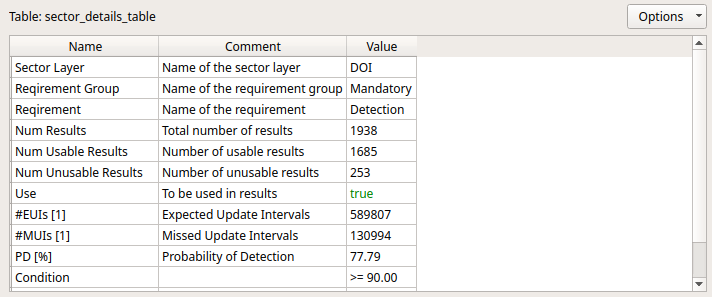 Table: sector_details_table
Options
Name Comment Value
Sector Layer Name of the sector layer DOI
Reqirement Group Name of the requirement group Mandatory
Reqirement Name of the requirement Detection
Num Results Total number of results 1938
Num Usable Results Number of usable results 1685
Num Unusable Results Number of unusable results 253
Use To be used in results true
#EUIs [1] Expected Update Intervals 589807
#MUIs [1] Missed Update Intervals 130994
PD [%] Probability of Detection 77.79
Condition >= 90.00